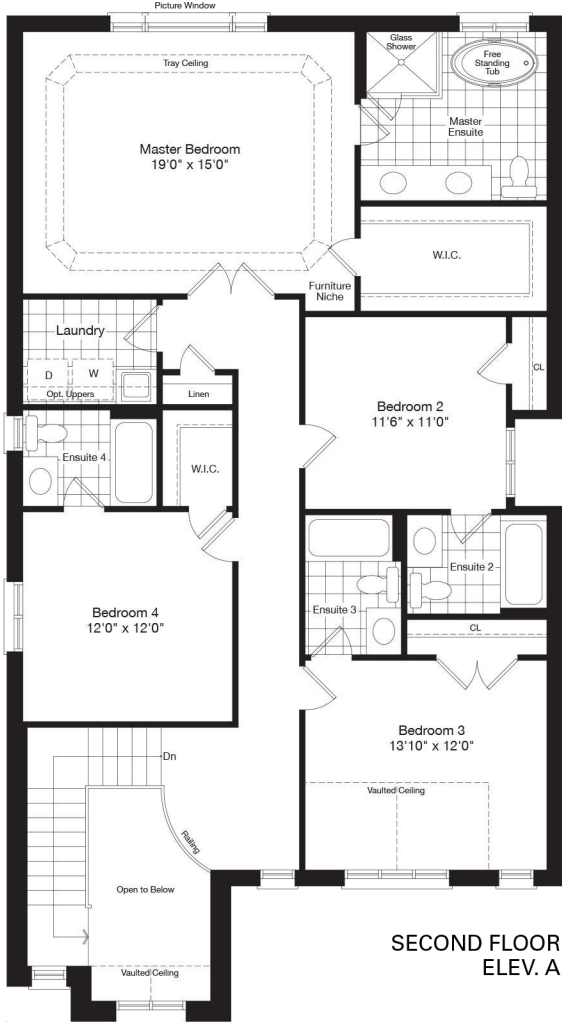 Picture Window
Tray Ceiling
Glass
Shower
Free
Standing
Tub
Master
Ensuite
Master Bedroom
19'0" x 15'0"
W.I.C.
Furniture
Niche
Laundry
D
W
Opt. Uppers
Linen
CL
Bedroom 2
11'6" x 11'0"
Ensuite 4
W.I.C.
Ensuite 2
Ensuite 3
Bedroom 4
12'0" x 12'0"
CL
Bedroom 3
13'10" x 12'0"
Dn
Vaulted Ceiling
Railing
Open to Below
Vaulted Ceiling
SECOND FLOOR
ELEV. A